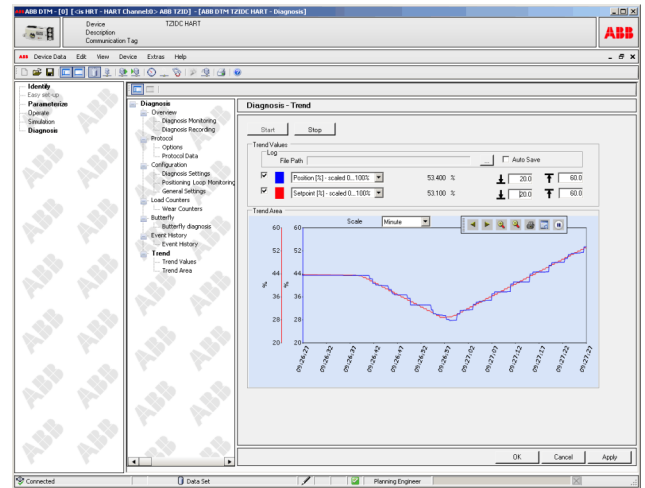 ABB DTM - [0] [<is HRT - HART Channel:0> ABB TZID] - [ABB DTM TZIDC HART - Diagnosis]
Device TZIDC HART
Description
Communication Tag
ABB
ABB Device Data Edit View Device Extras Help
Identify
Easy set-up
Parameterize
Operate
Simulation
Diagnosis
Diagnosis
Overview
Diagnosis Monitoring
Diagnosis Recording
Protocol
Options
Protocol Data
Configuration
Diagnosis Settings
Positioning Loop Monitoring
General Settings
Load Counters
Wear Counters
Butterfly
Butterfly diagnosis
Event History
Event History
Trend
Trend Values
Trend Area
Diagnosis - Trend
Start Stop
Trend Values
Log
File Path ... Auto Save
Position [%] - scaled 0...100% 53.400 % 20.0 60.0
Setpoint [%] - scaled 0...100% 53.100 % 20.0 60.0
Trend Area
Scale Minute
60 60
52 52
44 44
% %
36 36
28 28
20 20
09:26:27 09:26:32 09:26:37 09:26:42 09:26:47 09:26:52 09:26:57 09:27:02 09:27:07 09:27:12 09:27:17 09:27:22 09:27:27
OK Cancel Apply
Connected Data Set Planning Engineer